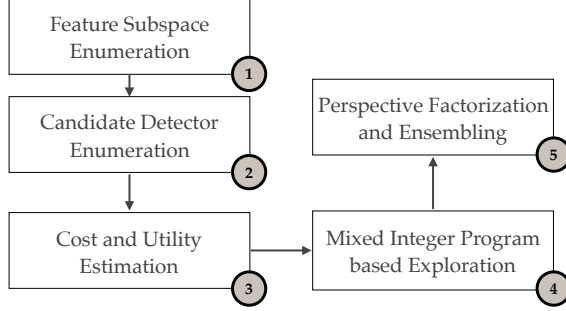 Feature Subspace
Enumeration
1
Candidate Detector
Enumeration
2
Cost and Utility
Estimation
3
Mixed Integer Program
based Exploration
4
Perspective Factorization
and Ensembling
5